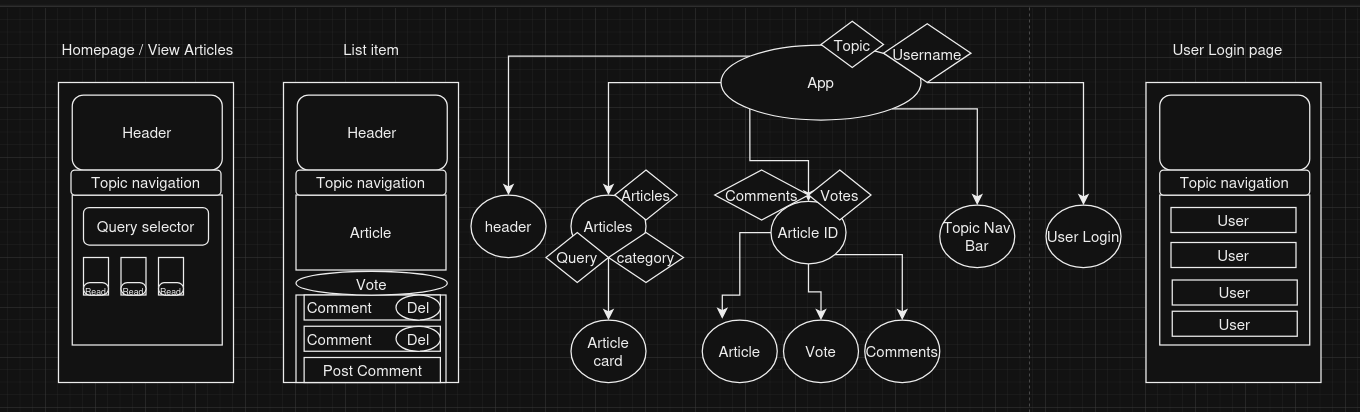 Homepage / View Articles
Header
Topic navigation
Query selector
Read
Read
Read
List item
Header
Topic navigation
Article
Vote
Comment
Del
Comment
Del
Post Comment
Topic
Username
App
header
Articles
Articles
Query
category
Article
card
Comments
Votes
Article ID
Article
Vote
Comments
Topic Nav
Bar
User Login
User Login page
Topic navigation
User
User
User
User